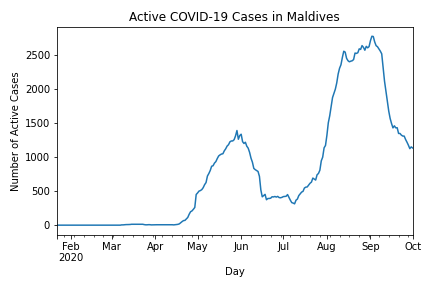 Active COVID-19 Cases in Maldives
Number of Active Cases
2500
2000
1500
1000
500
0
Feb Mar Apr May Jun Jul Aug Sep Oct
2020
Day